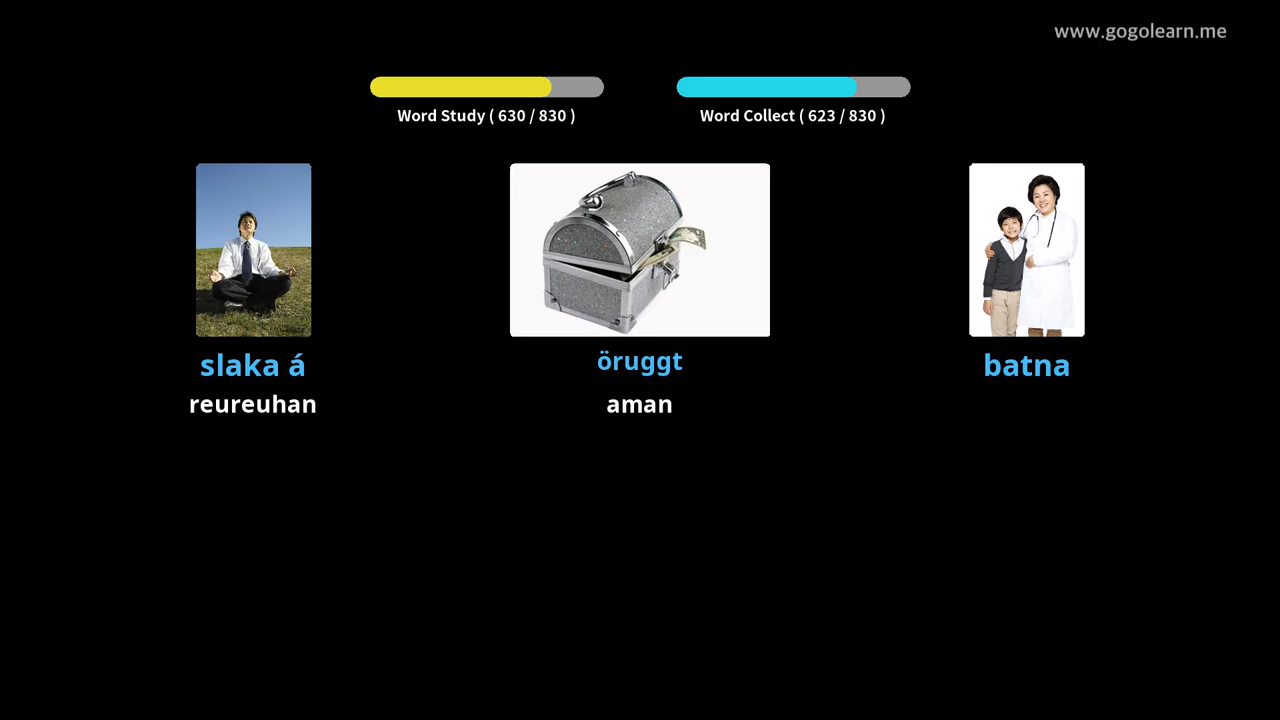 www.gogolearn.me
Word Study ( 630 / 830 )
Word Collect ( 623 / 830 )
slaka á
öruggt
batna
reureuhan
aman